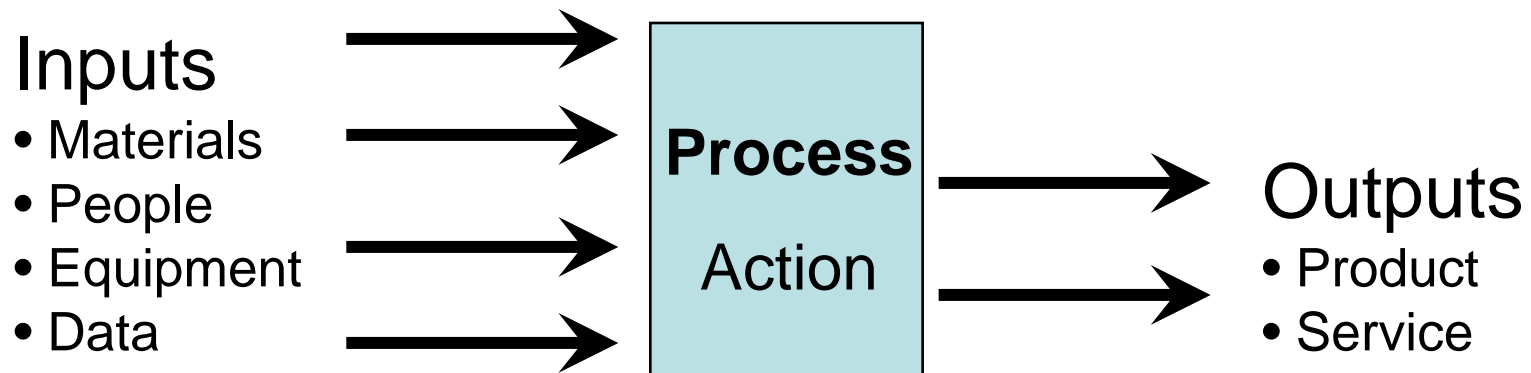 Inputs
• Materials
• People
• Equipment
• Data
Process
Action
Outputs
• Product
• Service